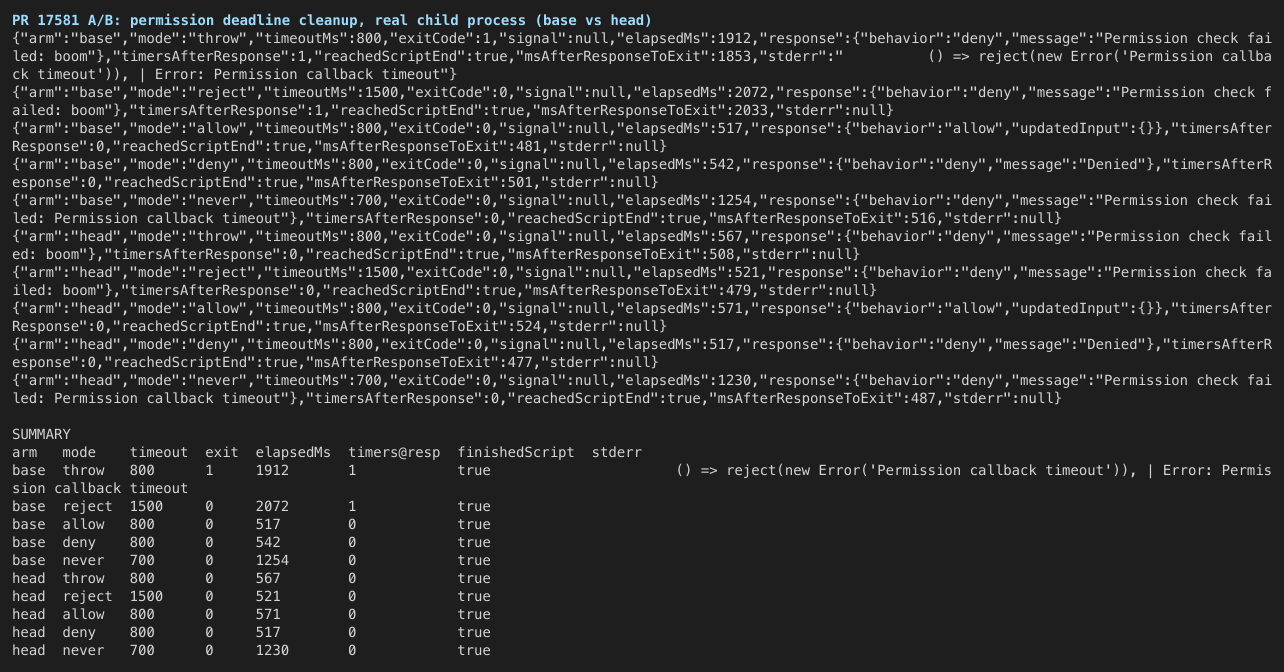 PR 17581 A/B: permission deadline cleanup, real child process (base vs head)
{"arm":"base","mode":"throw","timeoutMs":800,"exitCode":1,"signal":null,"elapsedMs":1912,"response":{"behavior":"deny","message":"Permission check fai
led: boom"},"timersAfterResponse":1,"reachedScriptEnd":true,"msAfterResponseToExit":1853,"stderr":"          () => reject(new Error('Permission callba
ck timeout')), | Error: Permission callback timeout"}
{"arm":"base","mode":"reject","timeoutMs":1500,"exitCode":0,"signal":null,"elapsedMs":2072,"response":{"behavior":"deny","message":"Permission check f
ailed: boom"},"timersAfterResponse":1,"reachedScriptEnd":true,"msAfterResponseToExit":2033,"stderr":null}
{"arm":"base","mode":"allow","timeoutMs":800,"exitCode":0,"signal":null,"elapsedMs":517,"response":{"behavior":"allow","updatedInput":{}},"timersAfter
Response":0,"reachedScriptEnd":true,"msAfterResponseToExit":481,"stderr":null}
{"arm":"base","mode":"deny","timeoutMs":800,"exitCode":0,"signal":null,"elapsedMs":542,"response":{"behavior":"deny","message":"Denied"},"timersAfterR
esponse":0,"reachedScriptEnd":true,"msAfterResponseToExit":501,"stderr":null}
{"arm":"base","mode":"never","timeoutMs":700,"exitCode":0,"signal":null,"elapsedMs":1254,"response":{"behavior":"deny","message":"Permission check fai
led: Permission callback timeout"},"timersAfterResponse":0,"reachedScriptEnd":true,"msAfterResponseToExit":516,"stderr":null}
{"arm":"head","mode":"throw","timeoutMs":800,"exitCode":0,"signal":null,"elapsedMs":567,"response":{"behavior":"deny","message":"Permission check fail
ed: boom"},"timersAfterResponse":0,"reachedScriptEnd":true,"msAfterResponseToExit":508,"stderr":null}
{"arm":"head","mode":"reject","timeoutMs":1500,"exitCode":0,"signal":null,"elapsedMs":521,"response":{"behavior":"deny","message":"Permission check fa
iled: boom"},"timersAfterResponse":0,"reachedScriptEnd":true,"msAfterResponseToExit":479,"stderr":null}
{"arm":"head","mode":"allow","timeoutMs":800,"exitCode":0,"signal":null,"elapsedMs":571,"response":{"behavior":"allow","updatedInput":{}},"timersAfter
Response":0,"reachedScriptEnd":true,"msAfterResponseToExit":524,"stderr":null}
{"arm":"head","mode":"deny","timeoutMs":800,"exitCode":0,"signal":null,"elapsedMs":517,"response":{"behavior":"deny","message":"Denied"},"timersAfterR
esponse":0,"reachedScriptEnd":true,"msAfterResponseToExit":477,"stderr":null}
{"arm":"head","mode":"never","timeoutMs":700,"exitCode":0,"signal":null,"elapsedMs":1230,"response":{"behavior":"deny","message":"Permission check fai
led: Permission callback timeout"},"timersAfterResponse":0,"reachedScriptEnd":true,"msAfterResponseToExit":487,"stderr":null}

SUMMARY
arm   mode    timeout  exit  elapsedMs  timers@resp  finishedScript  stderr
base  throw   800      1     1912       1            true                      () => reject(new Error('Permission callback timeout')), | Error: Permis
sion callback timeout
base  reject  1500     0     2072       1            true
base  allow   800      0     517        0            true
base  deny    800      0     542        0            true
base  never   700      0     1254       0            true
head  throw   800      0     567        0            true
head  reject  1500     0     521        0            true
head  allow   800      0     571        0            true
head  deny    800      0     517        0            true
head  never   700      0     1230       0            true